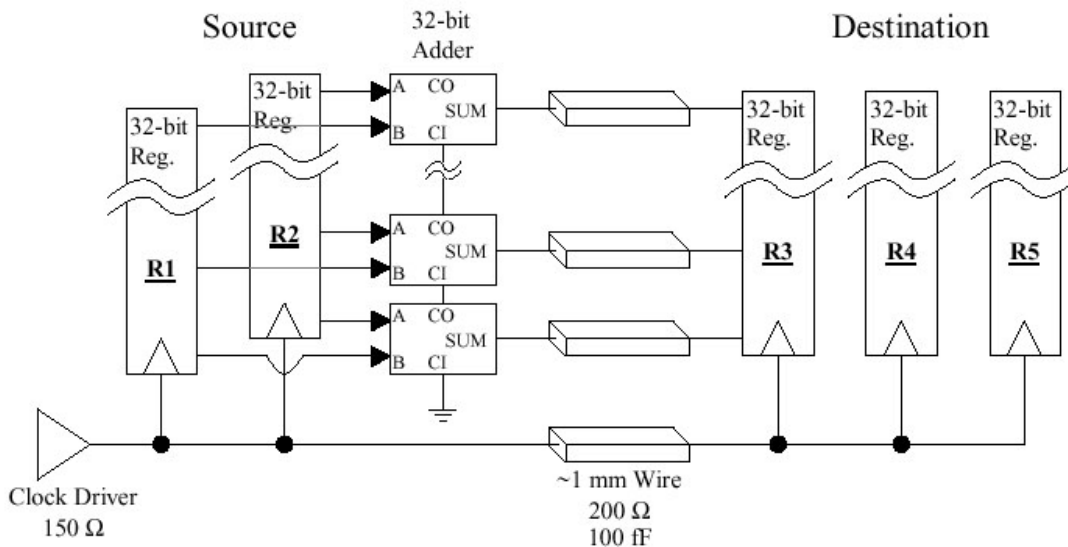 Source
32-bit
Adder
Destination
32-bit
Reg.
R1
32-bit
Reg.
R2
A CO
SUM
B CI
A CO
SUM
B CI
A CO
SUM
B CI
32-bit
Reg.
R3
32-bit
Reg.
R4
32-bit
Reg.
R5
Clock Driver
150 Ω
~1 mm Wire
200 Ω
100 fF